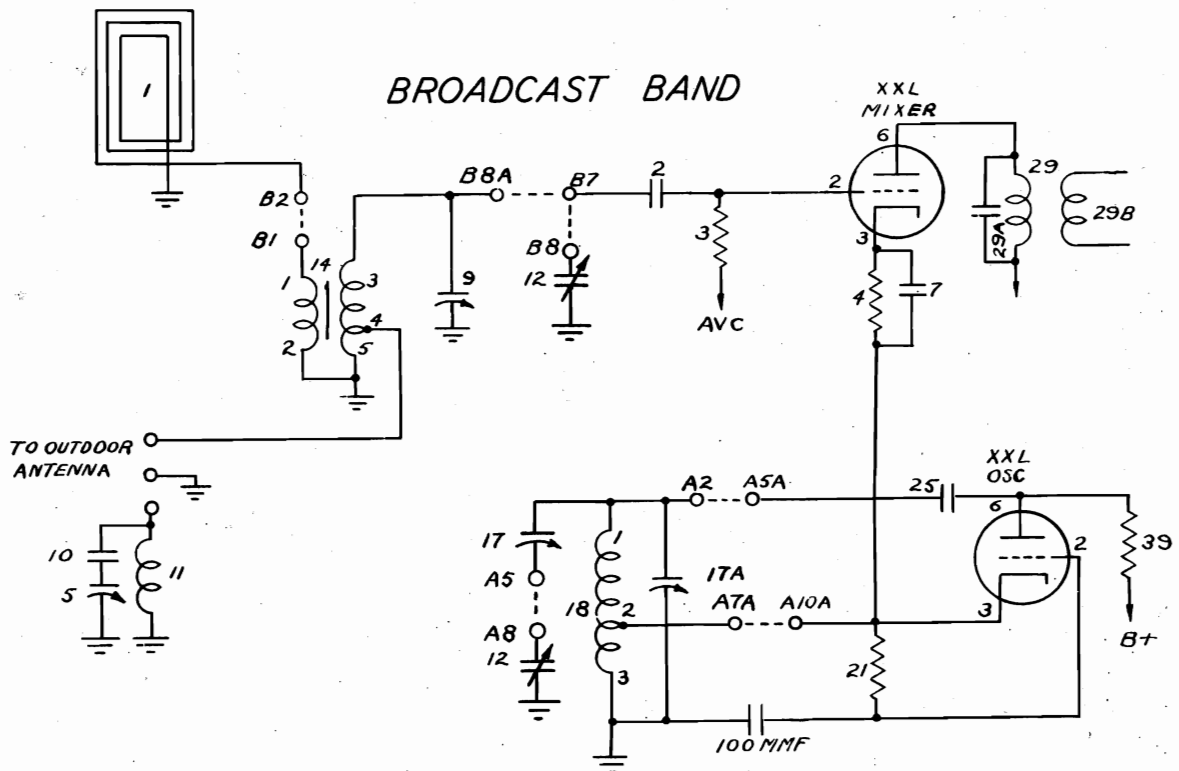 1
BROADCAST BAND
XXL
MIXER
6
B2
B8A
B7
2
2
3
29
29A
29B
B1
B8
12
3
1
14
3
9
4
7
AVC
2
4
5
TO OUTDOOR
ANTENNA
10
5
11
17
A5
A8
12
1
18
2
3
17A
A2
A5A
A7A
A10A
25
XXL
OSC
6
2
3
39
B+
21
100 MMF